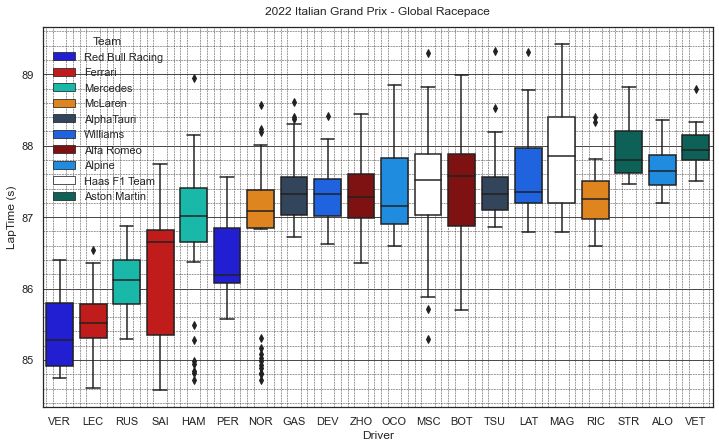 2022 Italian Grand Prix - Global Racepace
Team
Red Bull Racing
Ferrari
Mercedes
McLaren
AlphaTauri
Williams
Alfa Romeo
Alpine
Haas F1 Team
Aston Martin
LapTime (s)
89
88
87
86
85
VER LEC RUS SAI HAM PER NOR GAS DEV ZHO OCO MSC BOT TSU LAT MAG RIC STR ALO VET
Driver